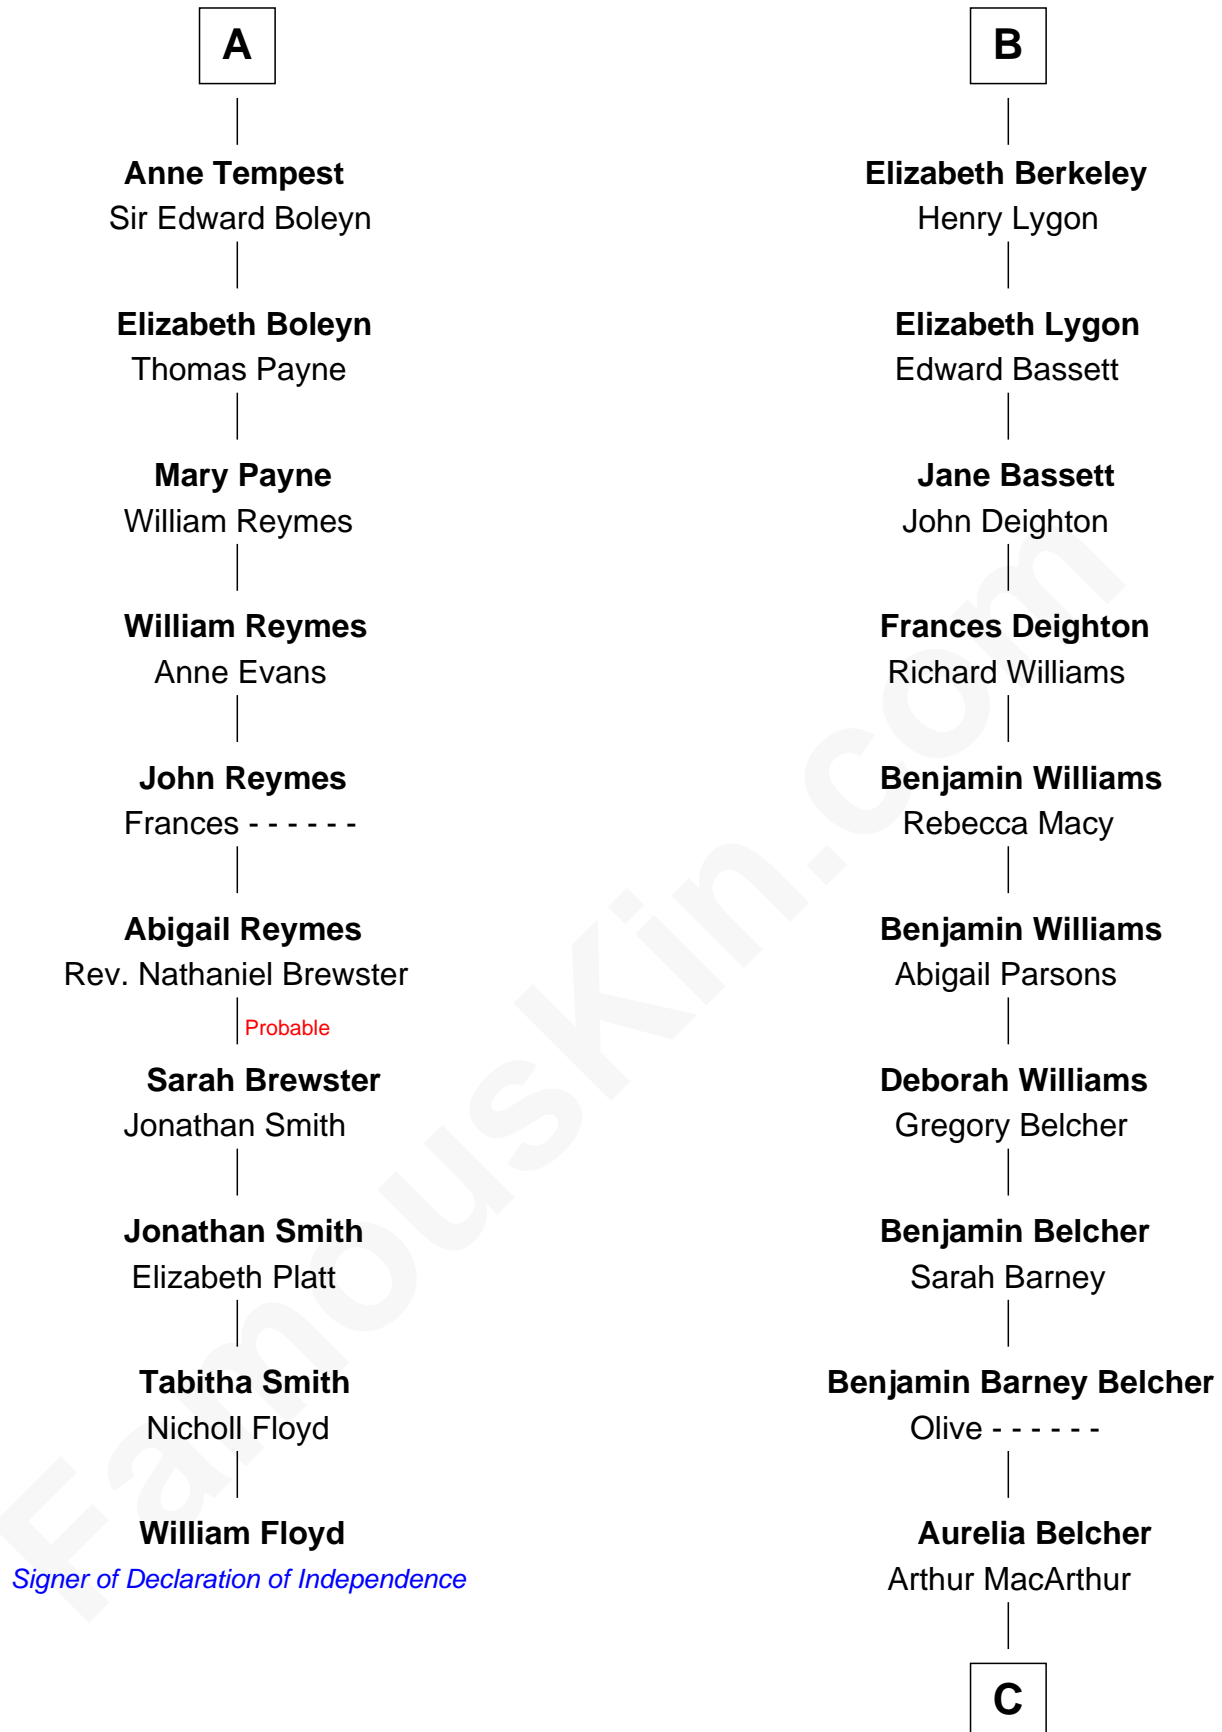 A
Anne Tempest
Sir Edward Boleyn
Elizabeth Boleyn
Thomas Payne
Mary Payne
William Reymes
William Reymes
Anne Evans
John Reymes
Frances - - - - - -
Abigail Reymes
Rev. Nathaniel Brewster
Probable
Sarah Brewster
Jonathan Smith
Jonathan Smith
Elizabeth Platt
Tabitha Smith
Nicholl Floyd
William Floyd
Signer of Declaration of Independence
B
Elizabeth Berkeley
Henry Lygon
Elizabeth Lygon
Edward Bassett
Jane Bassett
John Deighton
Frances Deighton
Richard Williams
Benjamin Williams
Rebecca Macy
Benjamin Williams
Abigail Parsons
Deborah Williams
Gregory Belcher
Benjamin Belcher
Sarah Barney
Benjamin Barney Belcher
Olive - - - - - -
Aurelia Belcher
Arthur MacArthur
C
FamousKin.com